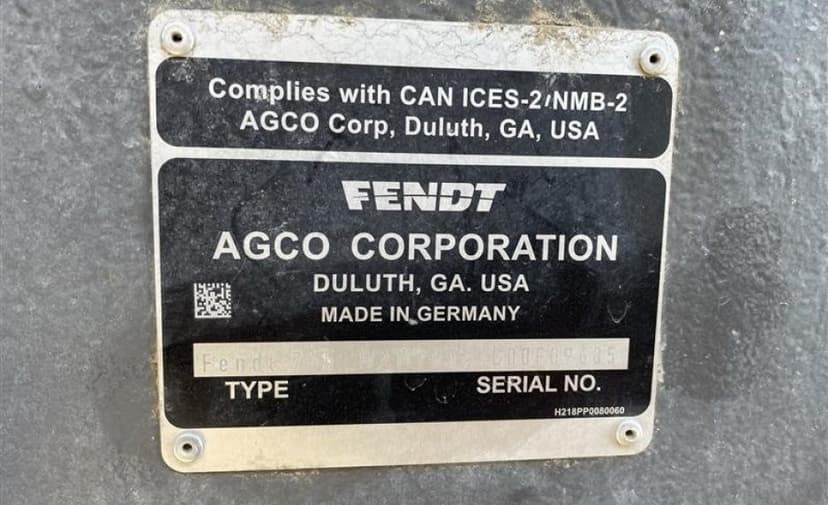 Complies with CAN ICES-2/NMB-2
AGCO Corp, Duluth, GA, USA
FENDT
AGCO CORPORATION
DULUTH, GA. USA
MADE IN GERMANY
Fendt
TYPE
SERIAL NO.
H218PP0080060